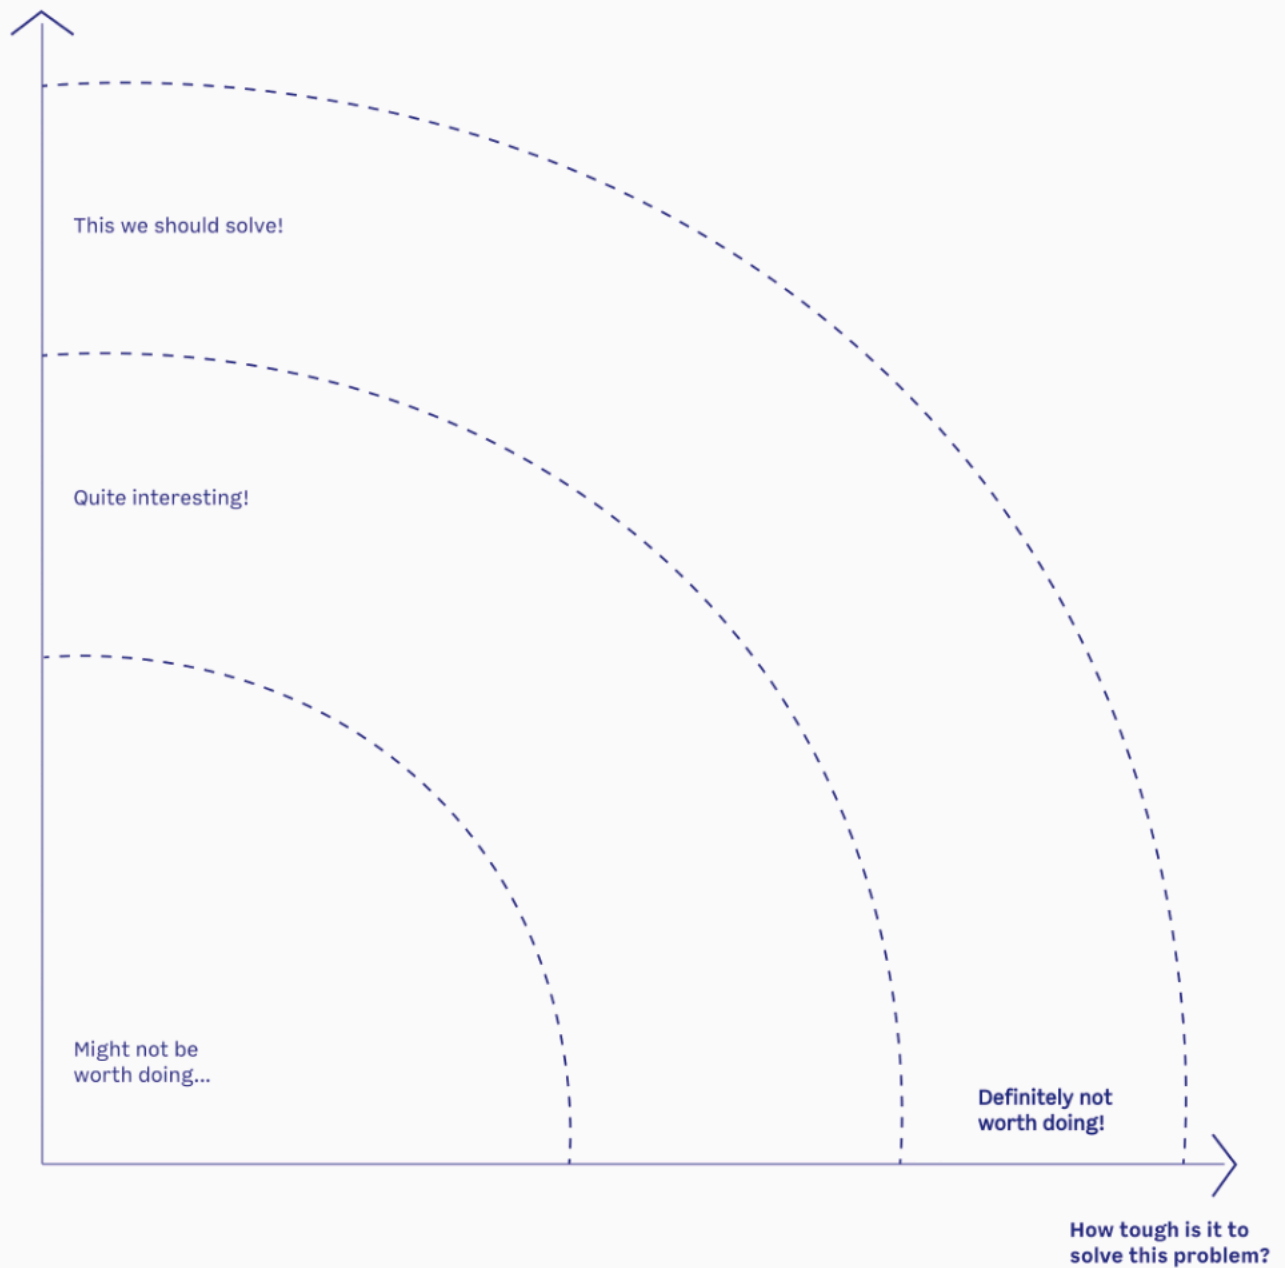 This we should solve!
Quite interesting!
Might not be
worth doing...
Definitely not
worth doing!
How tough is it to
solve this problem?